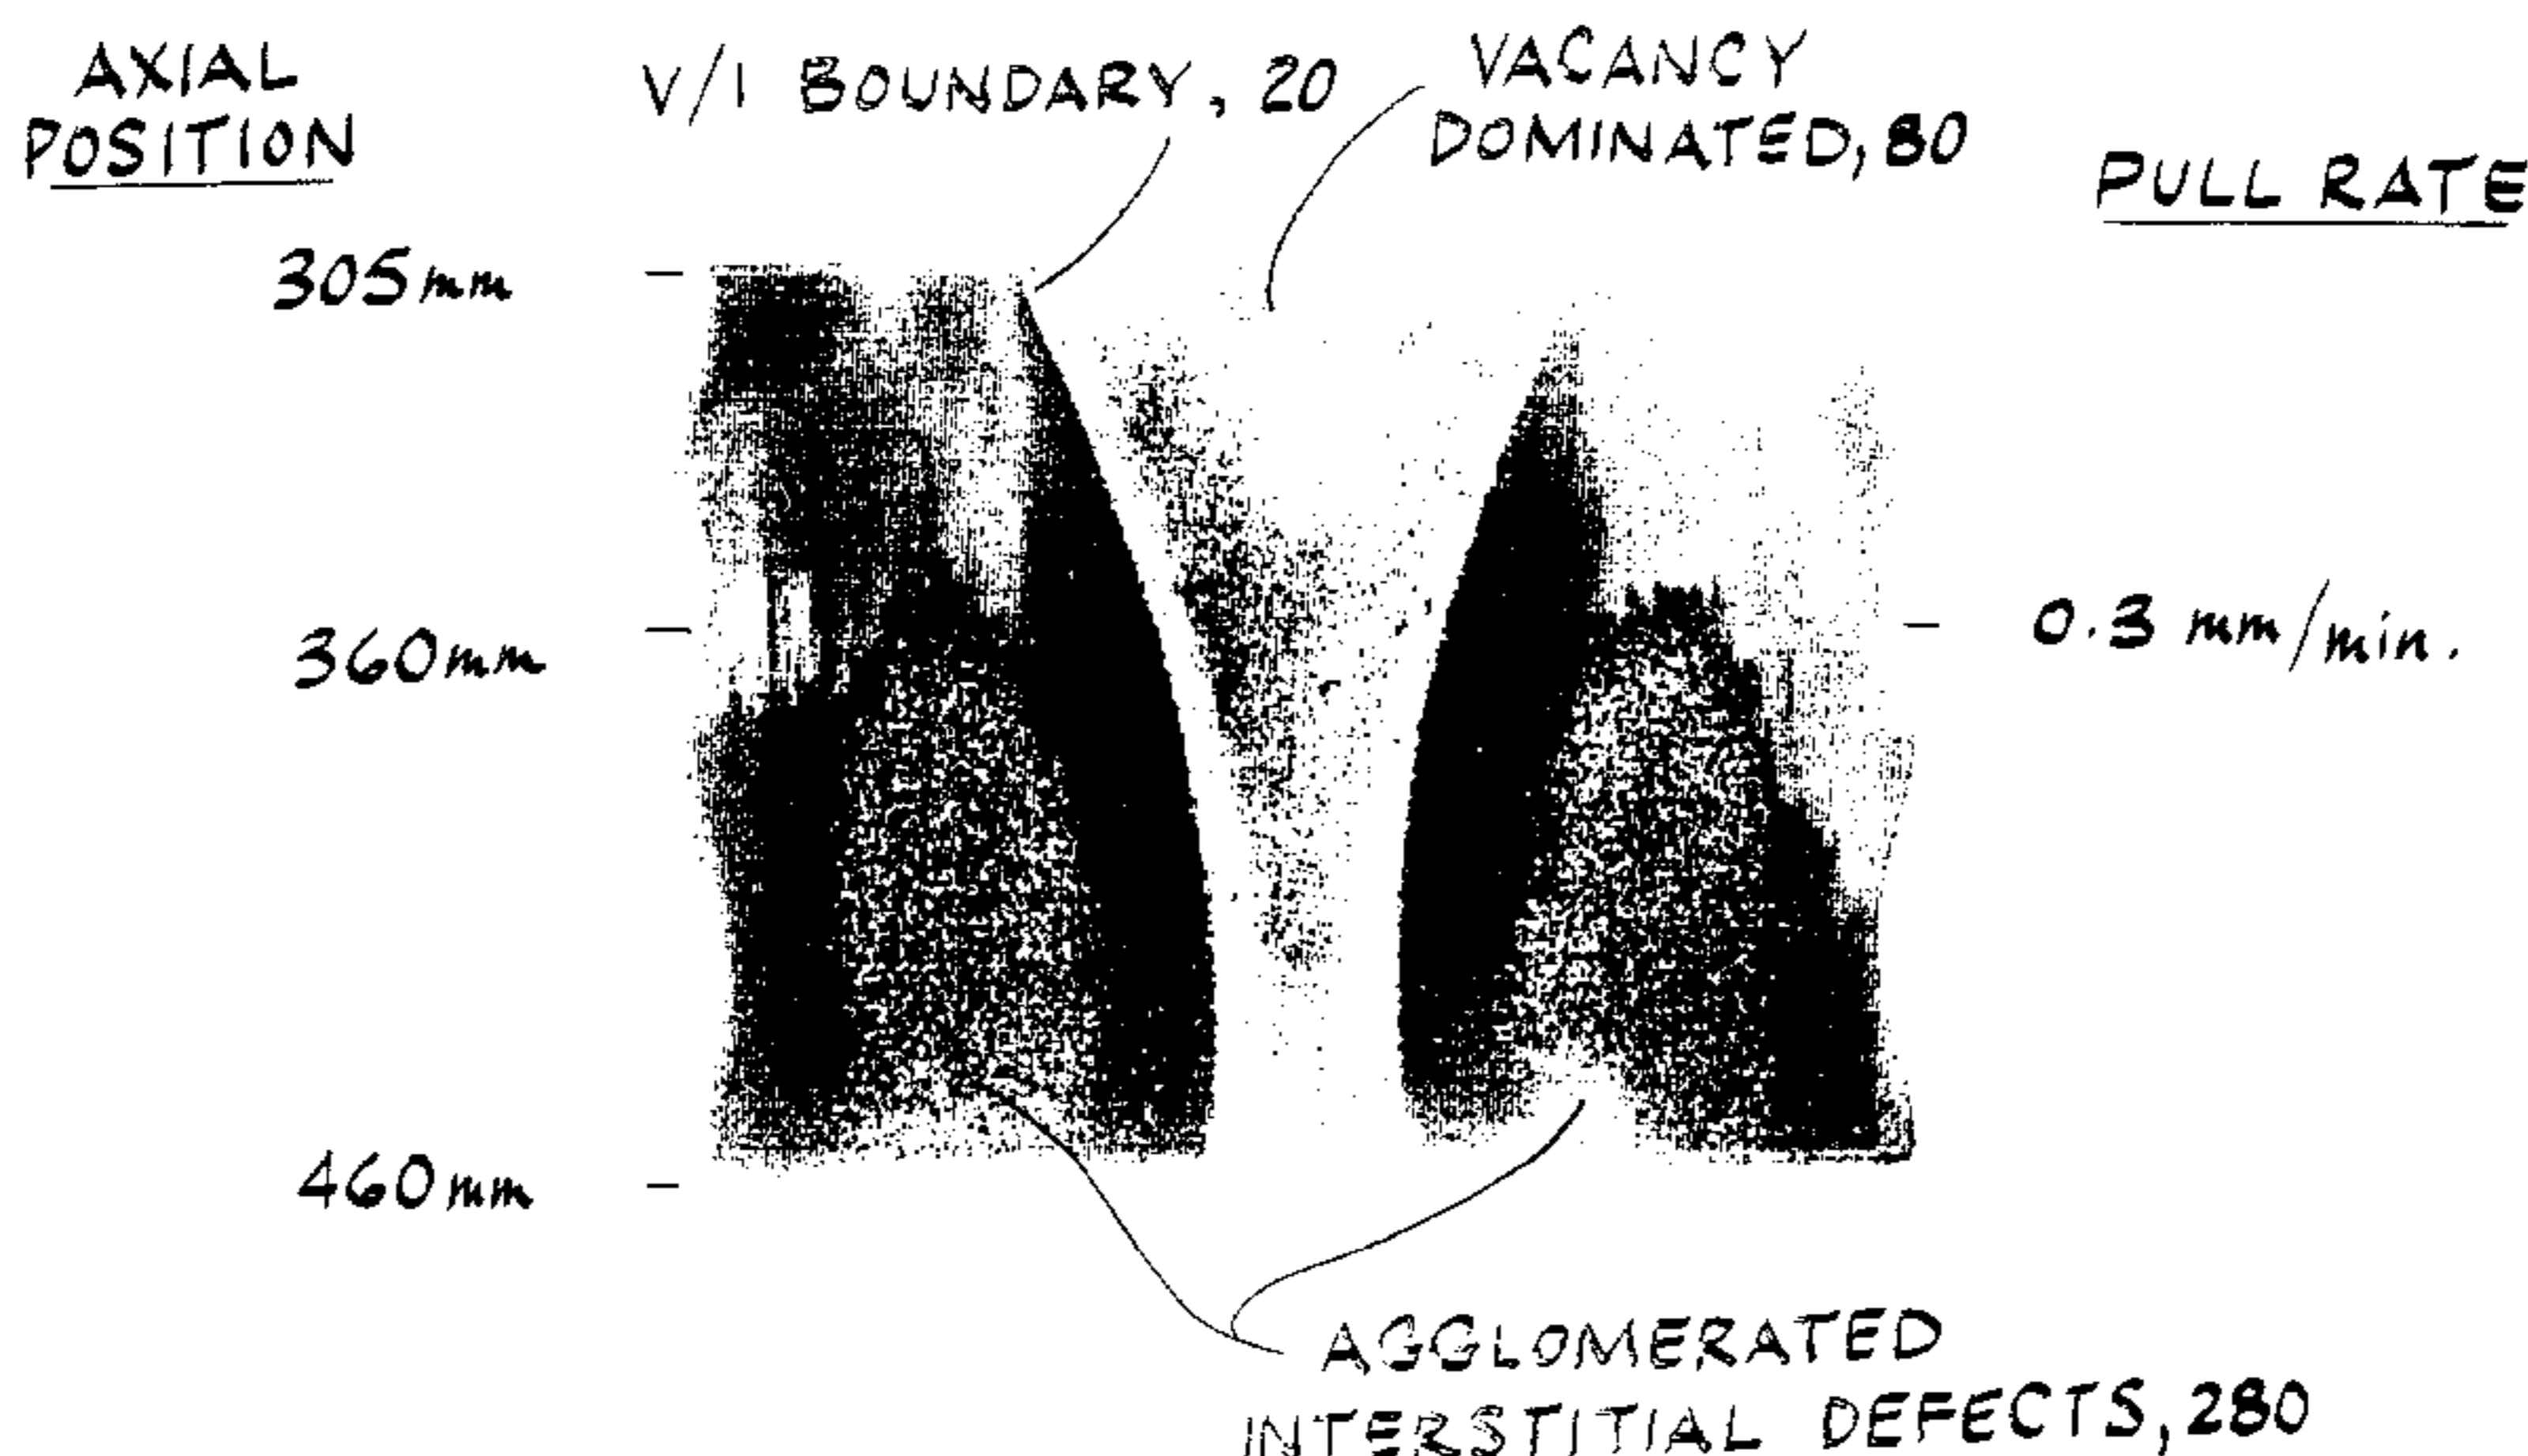 AXIAL
POSITION
V/I BOUNDARY, 20
VACANCY
DOMINATED, 80
PULL RATE
305mm
360mm
0.3 mm/min.
460mm
AGGLOMERATED
INTERSTITIAL DEFECTS, 280